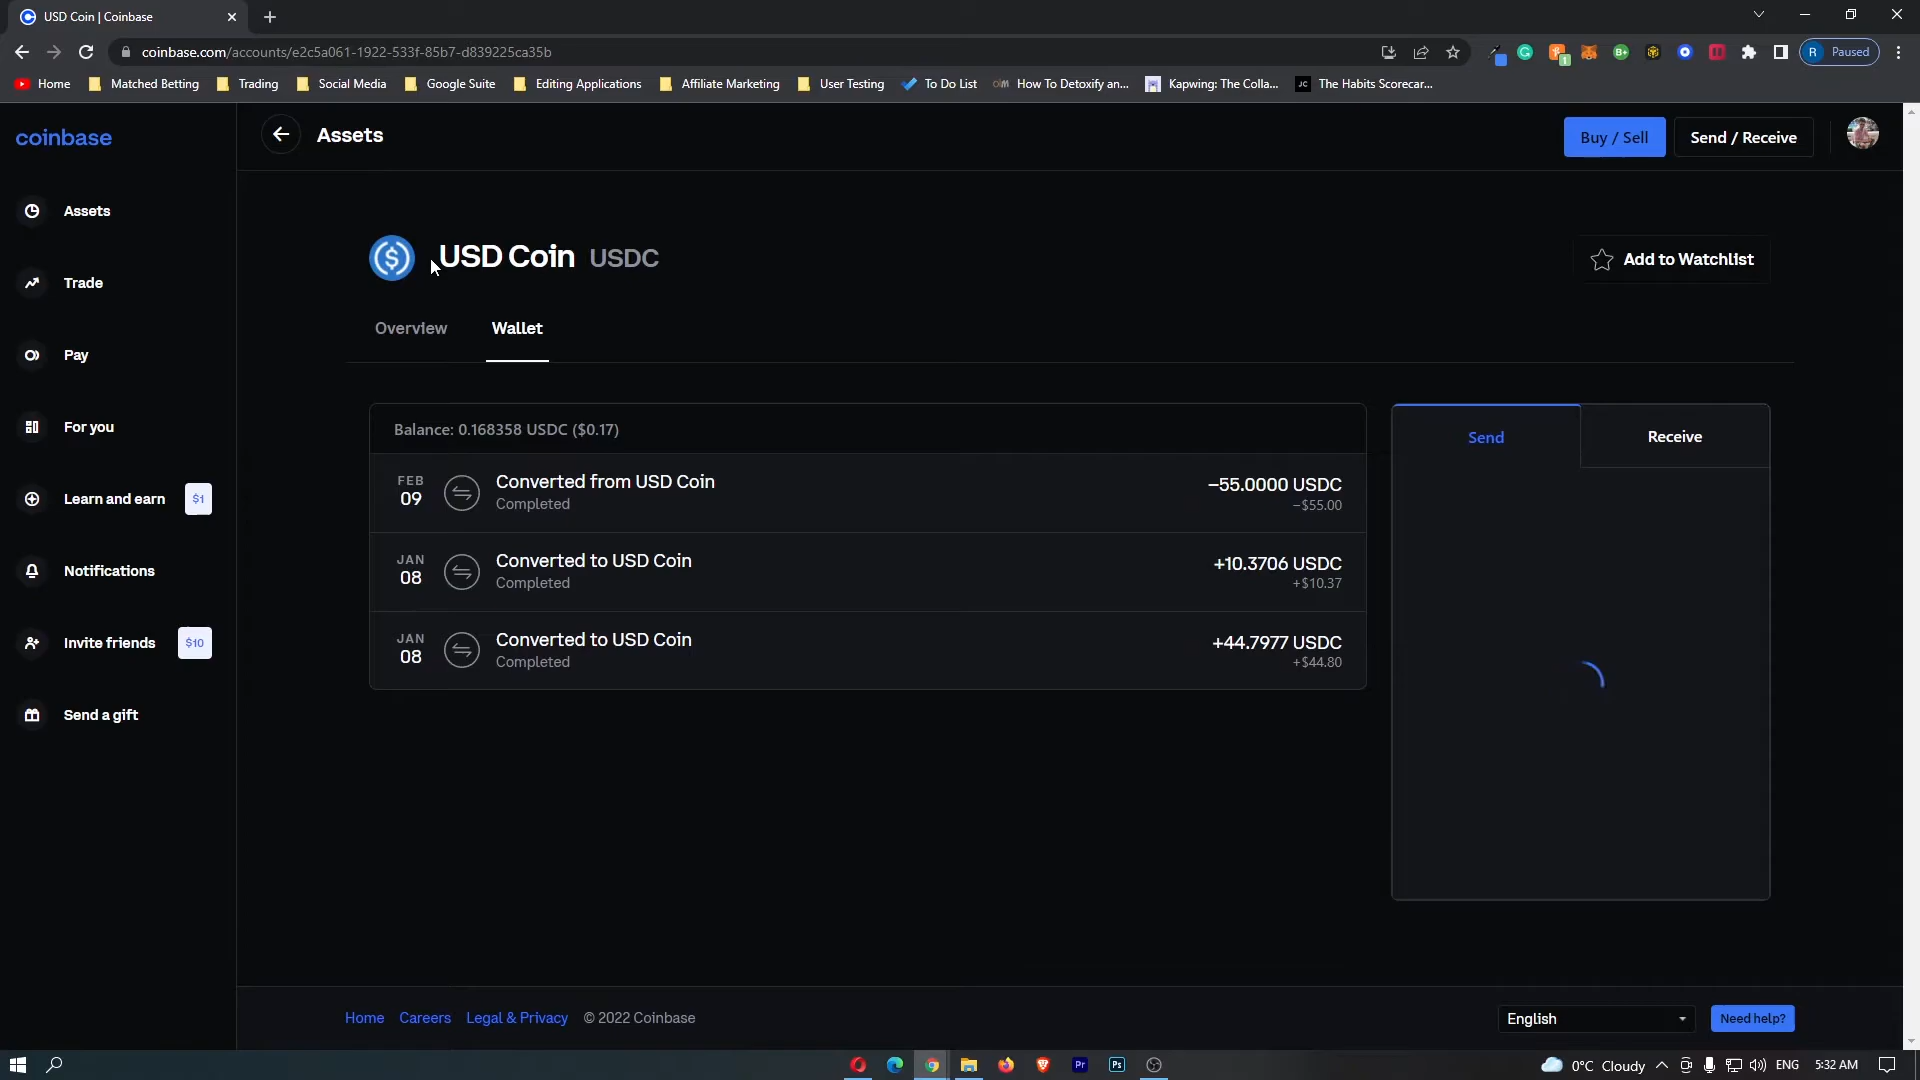 USD Coin | Coinbase
coinbase.com/accounts/e2c5a061-1922-533f-85b7-d839225ca35b
1
R Paused
Home
Matched Betting
Trading
Social Media
Google Suite
Editing Applications
Affiliate Marketing
User Testing
To Do List
How To Detoxify an...
Kapwing: The Colla...
JC The Habits Scorecar...
coinbase
Assets
Buy / Sell
Send / Receive
Assets
Trade
Pay
For you
Learn and earn $1
Notifications
Invite friends $10
Send a gift
USD Coin USDC
Add to Watchlist
Overview
Wallet
Balance: 0.168358 USDC ($0.17)
FEB
09
Converted from USD Coin
Completed
−55.0000 USDC
−$55.00
JAN
08
Converted to USD Coin
Completed
+10.3706 USDC
+$10.37
JAN
08
Converted to USD Coin
Completed
+44.7977 USDC
+$44.80
Send
Receive
Home
Careers
Legal & Privacy
© 2022 Coinbase
English
Need help?
Pr
Ps
0°C Cloudy
ENG
5:32 AM